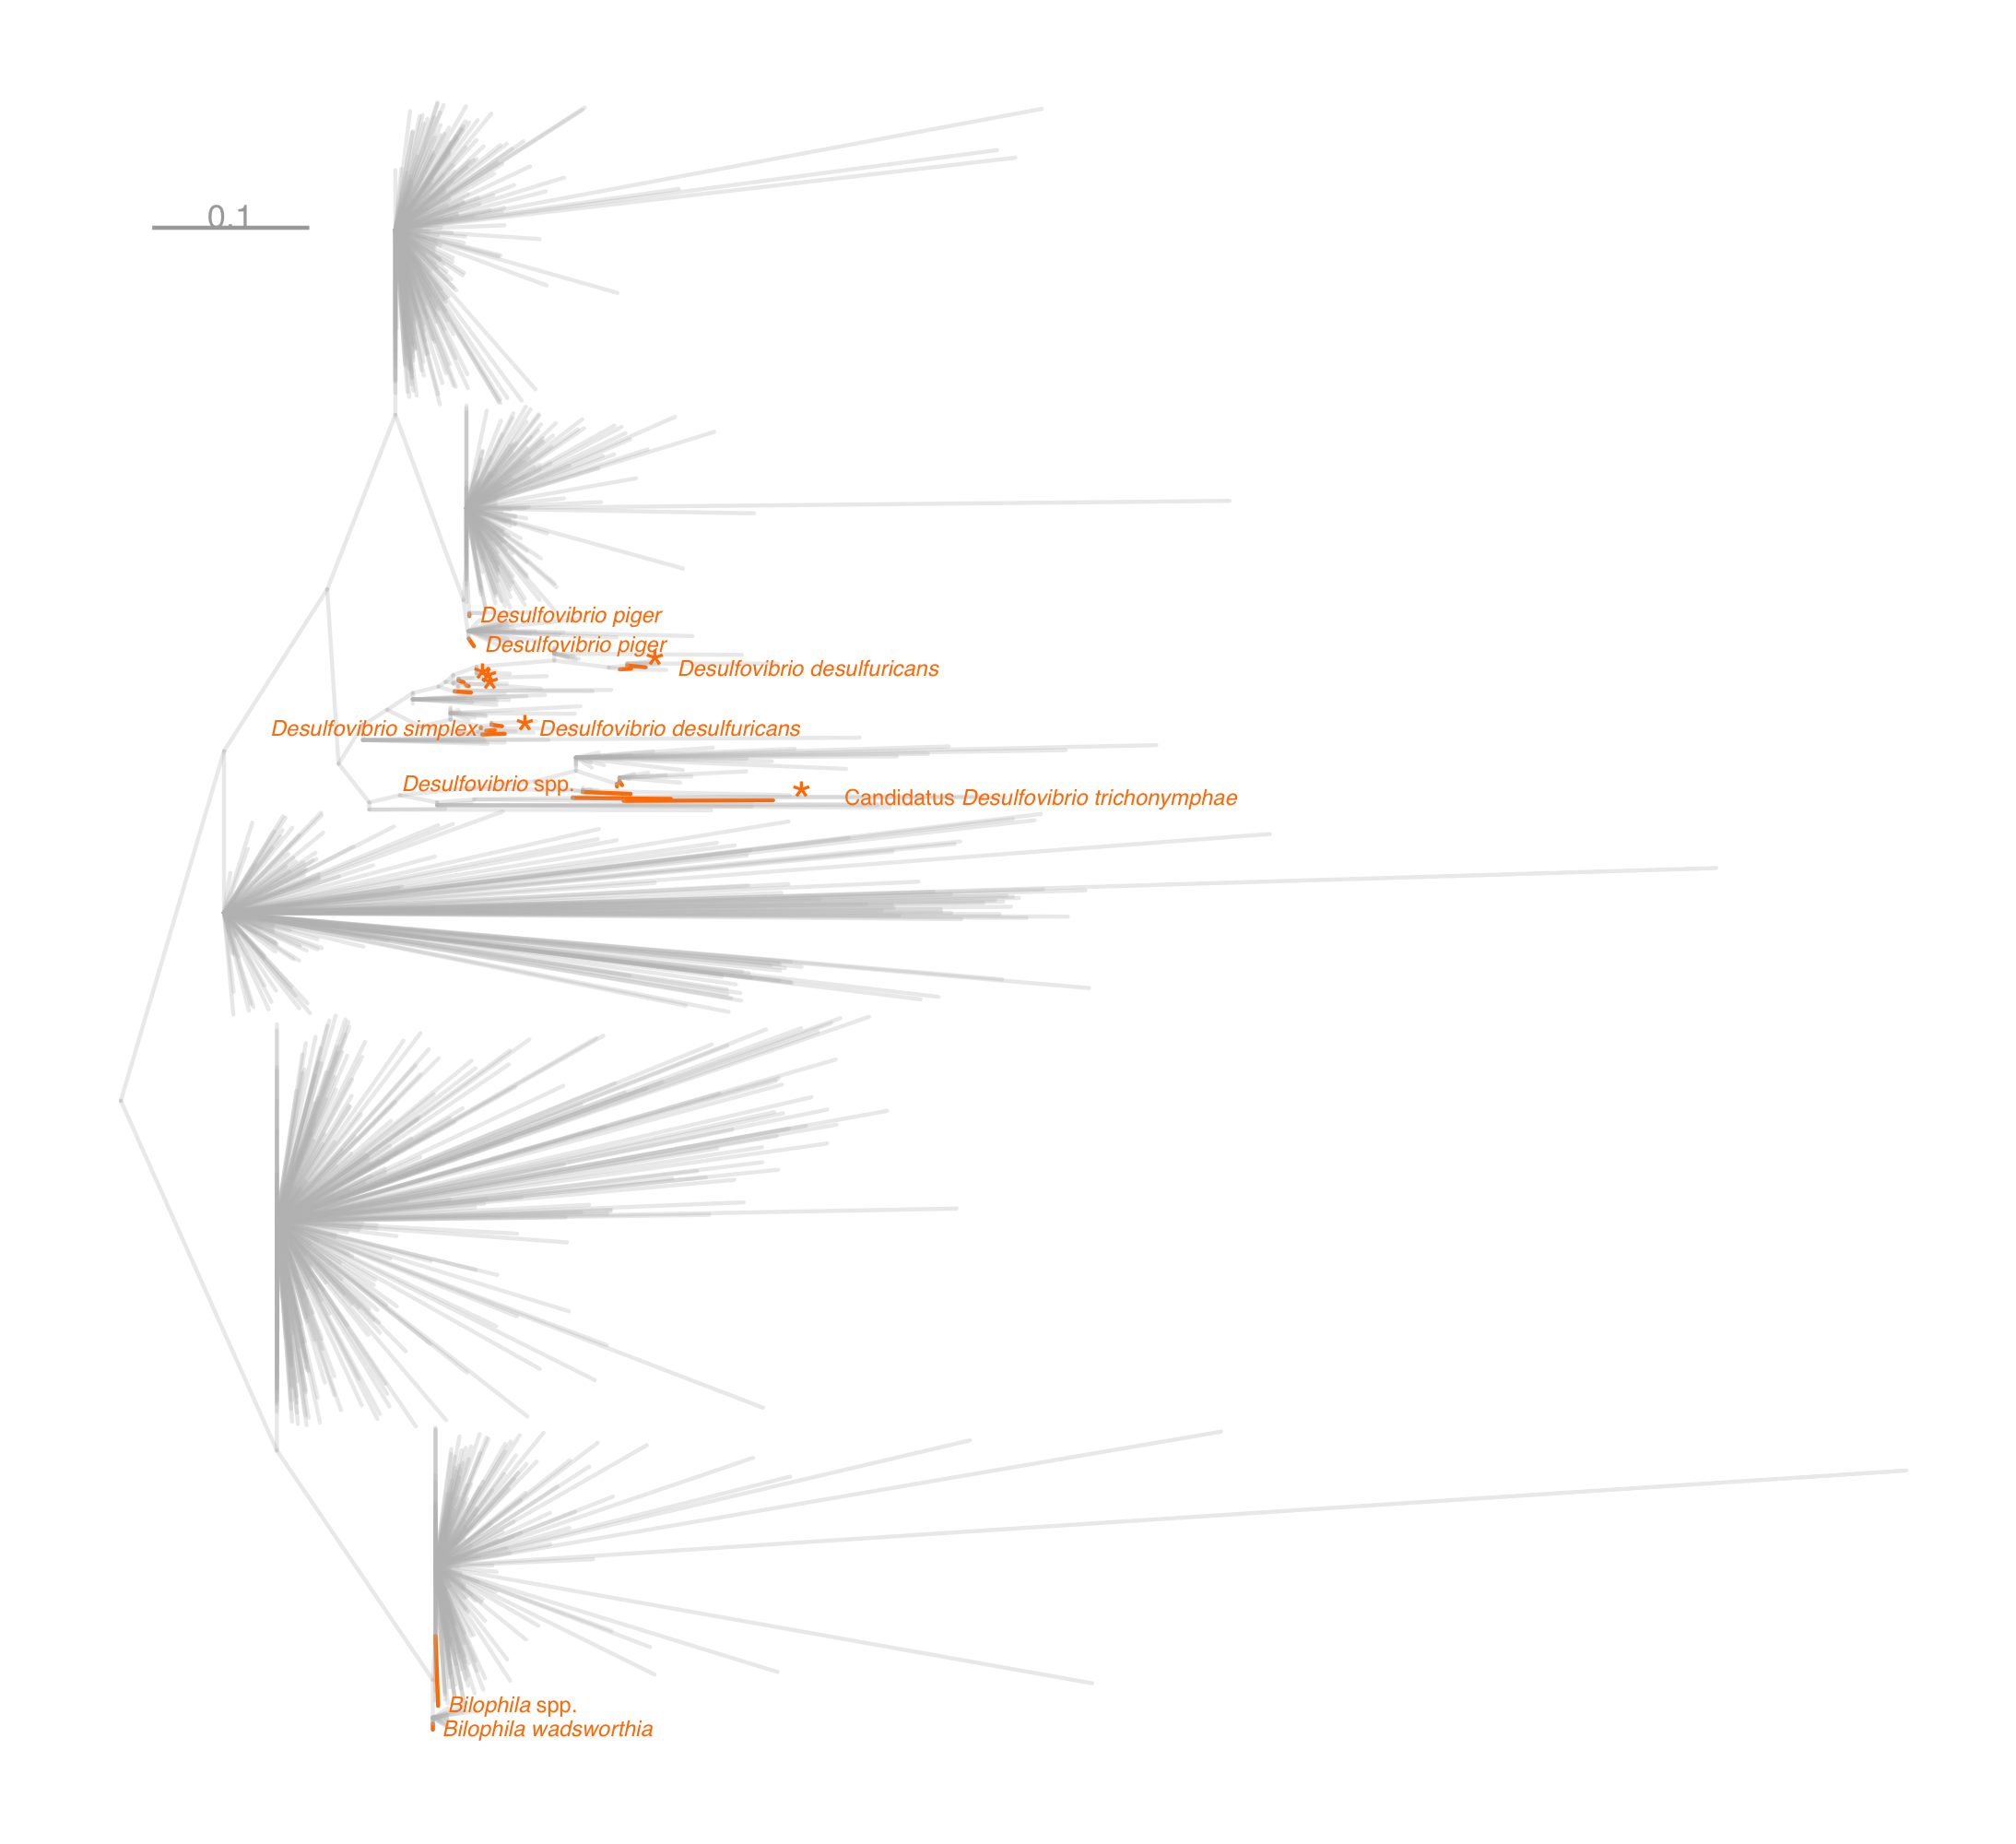 0.1
Desulfovibrio piger
Desulfovibrio piger
*
Desulfovibrio desulfuricans
*
*
*
Desulfovibrio simplex
*
Desulfovibrio desulfuricans
Desulfovibrio spp.
*
Candidatus Desulfovibrio trichonymphae
Bilophila spp.
Bilophila wadsworthia